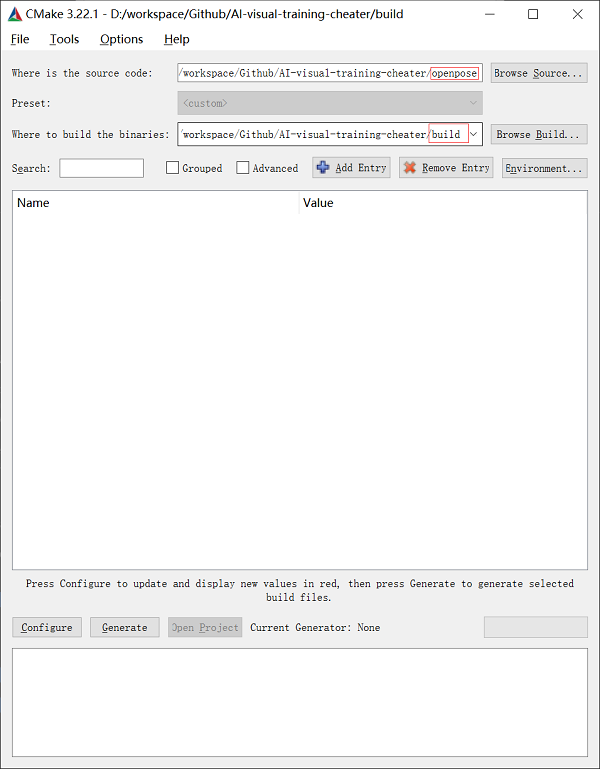 CMake 3.22.1 - D:/workspace/Github/AI-visual-training-cheater/build
File Tools Options Help
Where is the source code: /workspace/Github/AI-visual-training-cheater/openpose Browse Source...
Preset: <custom>
Where to build the binaries: workspace/Github/AI-visual-training-cheater/build Browse Build...
Search: Grouped Advanced Add Entry Remove Entry Environment...
Name Value
Press Configure to update and display new values in red, then press Generate to generate selected
build files.
Configure Generate Open Project Current Generator: None